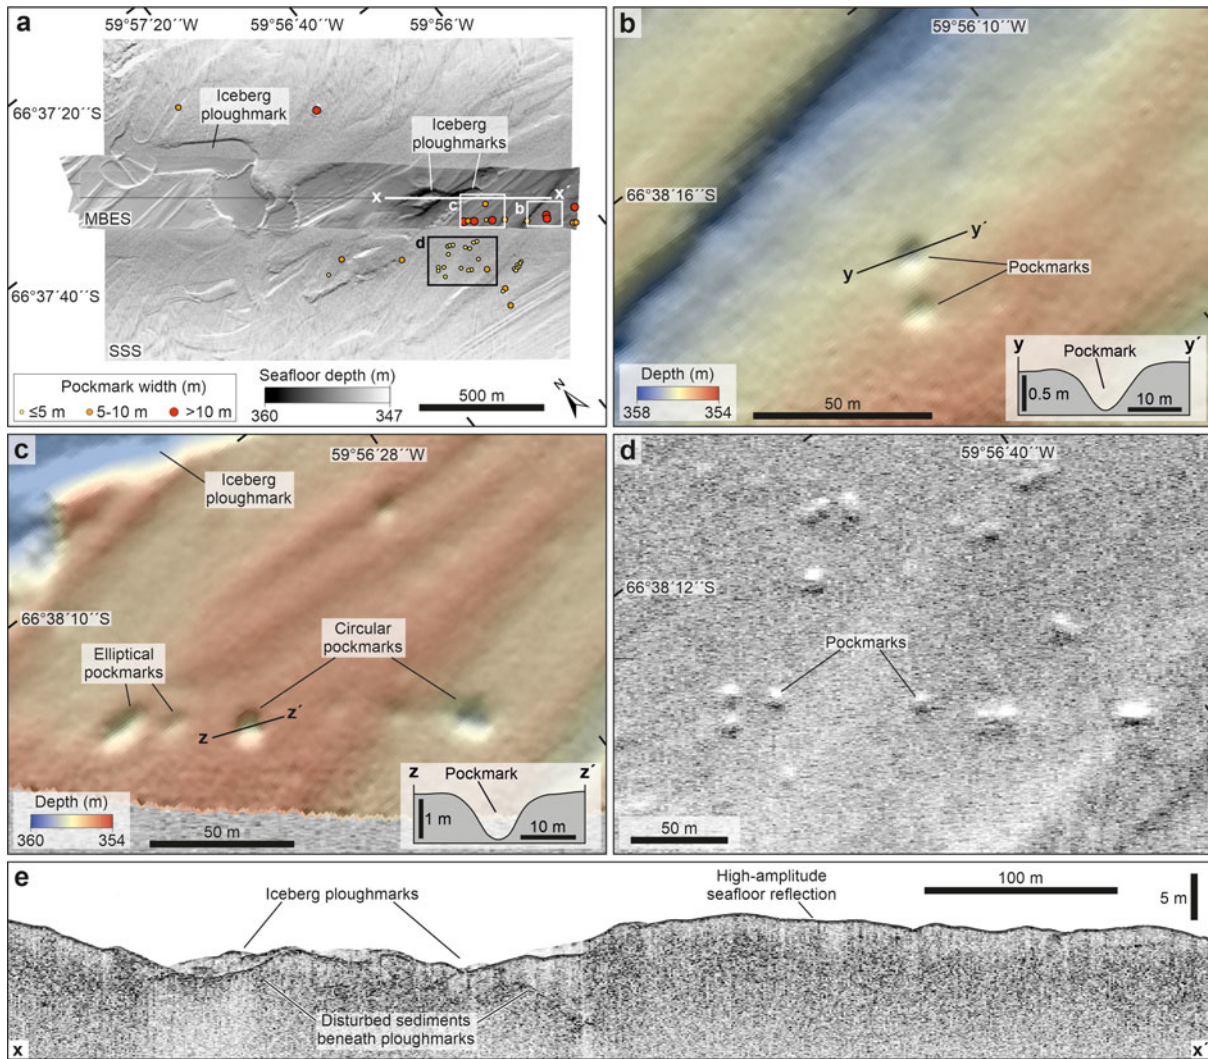 a
59°57´20´´W
59°56´40´´W
59°56´W
66°37´20´´S
66°37´40´´S
Iceberg
ploughmark
Iceberg
ploughmarks
x
x´
c
b
d
MBES
SSS
Pockmark width (m)
≤5 m
5-10 m
>10 m
Seafloor depth (m)
360
347
500 m
N
b
59°56´10´´W
66°38´16´´S
y
y´
Pockmarks
Depth (m)
358
354
50 m
y
y´
Pockmark
0.5 m
10 m
c
59°56´28´´W
Iceberg
ploughmark
66°38´10´´S
Elliptical
pockmarks
Circular
pockmarks
z
z´
Depth (m)
360
354
50 m
z
z´
Pockmark
1 m
10 m
d
59°56´40´´W
66°38´12´´S
Pockmarks
50 m
e
Iceberg ploughmarks
High-amplitude
seafloor reflection
100 m
5 m
Disturbed sediments
beneath ploughmarks
x
x´